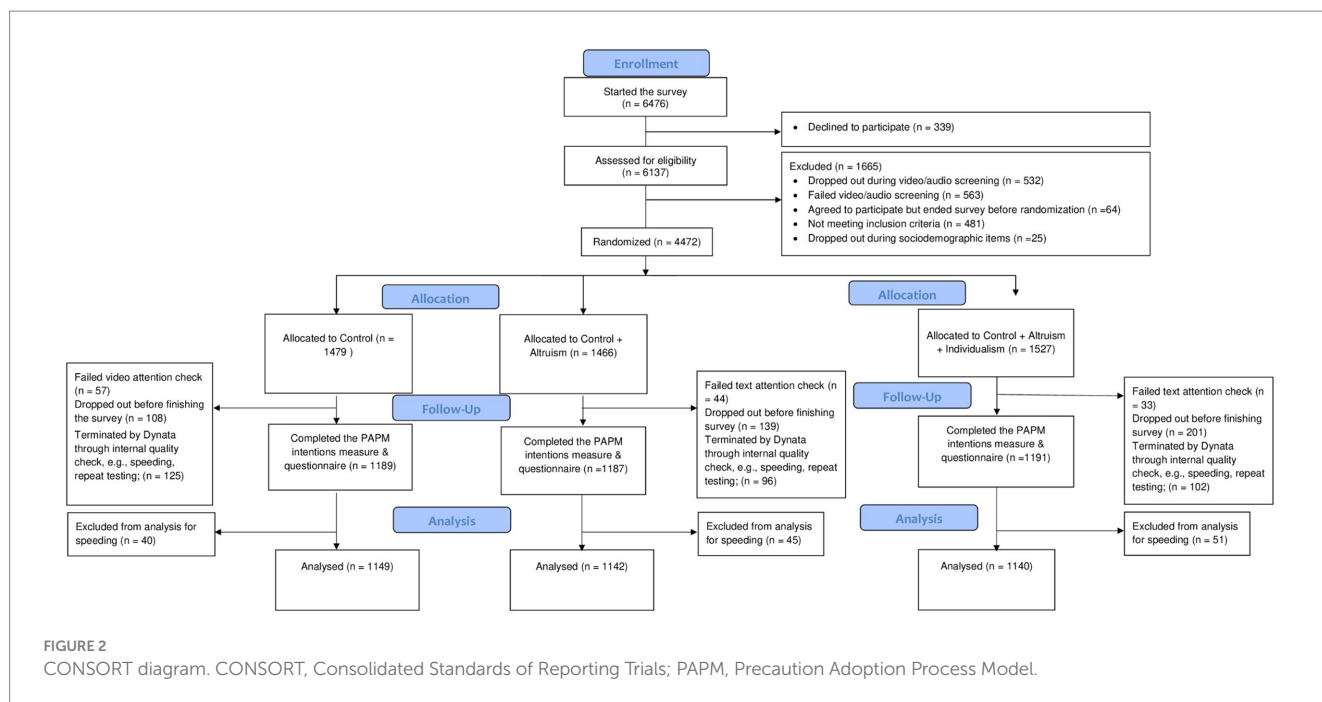 Enrollment
Started the survey
(n = 6476)
• Declined to participate (n = 339)
Assessed for eligibility
(n = 6137)
Excluded (n = 1665)
• Dropped out during video/audio screening (n = 532)
• Failed video/audio screening (n = 563)
• Agreed to participate but ended survey before randomization (n =64)
• Not meeting inclusion criteria (n = 481)
• Dropped out during sociodemographic items (n =25)
Randomized (n = 4472)
Allocation
Allocation
Allocated to Control (n =
1479 )
Allocated to Control +
Altruism (n = 1466)
Allocated to Control + Altruism
+ Individualism (n = 1527)
Failed video attention check
(n = 57)
Dropped out before finishing
the survey (n = 108)
Terminated by Dynata
through internal quality
check, e.g., speeding,
repeat testing; (n = 125)
Follow-Up
Failed text attention check (n
= 44)
Dropped out before finishing
survey (n = 139)
Terminated by Dynata
through internal quality
check, e.g., speeding,
repeat testing; (n = 96)
Follow-Up
Failed text attention check (n
= 33)
Dropped out before finishing
survey (n = 201)
Terminated by Dynata
through internal quality
check, e.g., speeding,
repeat testing; (n = 102)
Completed the PAPM
intentions measure &
questionnaire (n = 1189)
Completed the PAPM
intentions measure &
questionnaire (n =1187)
Completed the PAPM
intentions measure &
questionnaire (n =1191)
Excluded from analysis for
speeding (n = 40)
Analysis
Excluded from analysis
for speeding (n = 45)
Analysis
Excluded from analysis
for speeding (n = 51)
Analysed (n = 1149)
Analysed (n = 1142)
Analysed (n = 1140)
FIGURE 2
CONSORT diagram. CONSORT, Consolidated Standards of Reporting Trials; PAPM, Precaution Adoption Process Model.